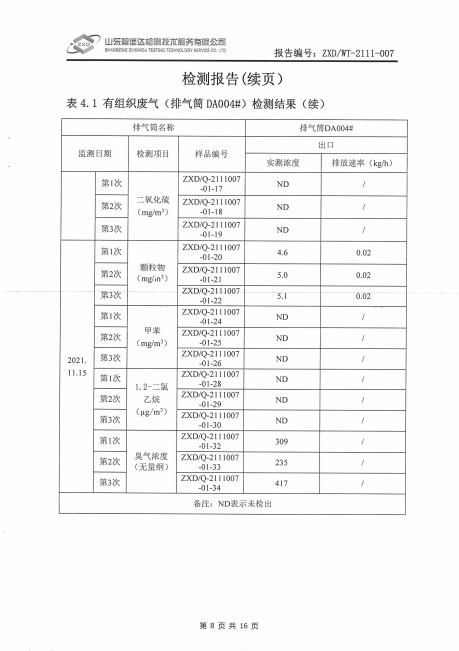 ZXD
山东智信达检测技术服务有限公司
SHANDONG ZHIXINDA TESTING TECHNOLOGY SERVICE CO. LTD
报告编号：ZXD/WT-2111-007
检测报告(续页)
表 4.1 有组织废气（排气筒 DA004#）检测结果（续）
排气筒名称 排气筒DA004#
监测日期 检测项目 样品编号 出口
实测浓度 排放速率（kg/h）
第1次 二氧化硫（mg/m³） ZXD/Q-2111007-01-17 ND /
第2次 ZXD/Q-2111007-01-18 ND /
第3次 ZXD/Q-2111007-01-19 ND /
2021.11.15 第1次 颗粒物（mg/m³） ZXD/Q-2111007-01-20 4.6 0.02
第2次 ZXD/Q-2111007-01-21 5.0 0.02
第3次 ZXD/Q-2111007-01-22 5.1 0.02
第1次 甲苯（mg/m³） ZXD/Q-2111007-01-24 ND /
第2次 ZXD/Q-2111007-01-25 ND /
第3次 ZXD/Q-2111007-01-26 ND /
第1次 1,2-二氯乙烷（μg/m³） ZXD/Q-2111007-01-28 ND /
第2次 ZXD/Q-2111007-01-29 ND /
第3次 ZXD/Q-2111007-01-30 ND /
第1次 臭气浓度（无量纲） ZXD/Q-2111007-01-32 309 /
第2次 ZXD/Q-2111007-01-33 235 /
第3次 ZXD/Q-2111007-01-34 417 /
备注：ND表示未检出
第 8 页 共 16 页